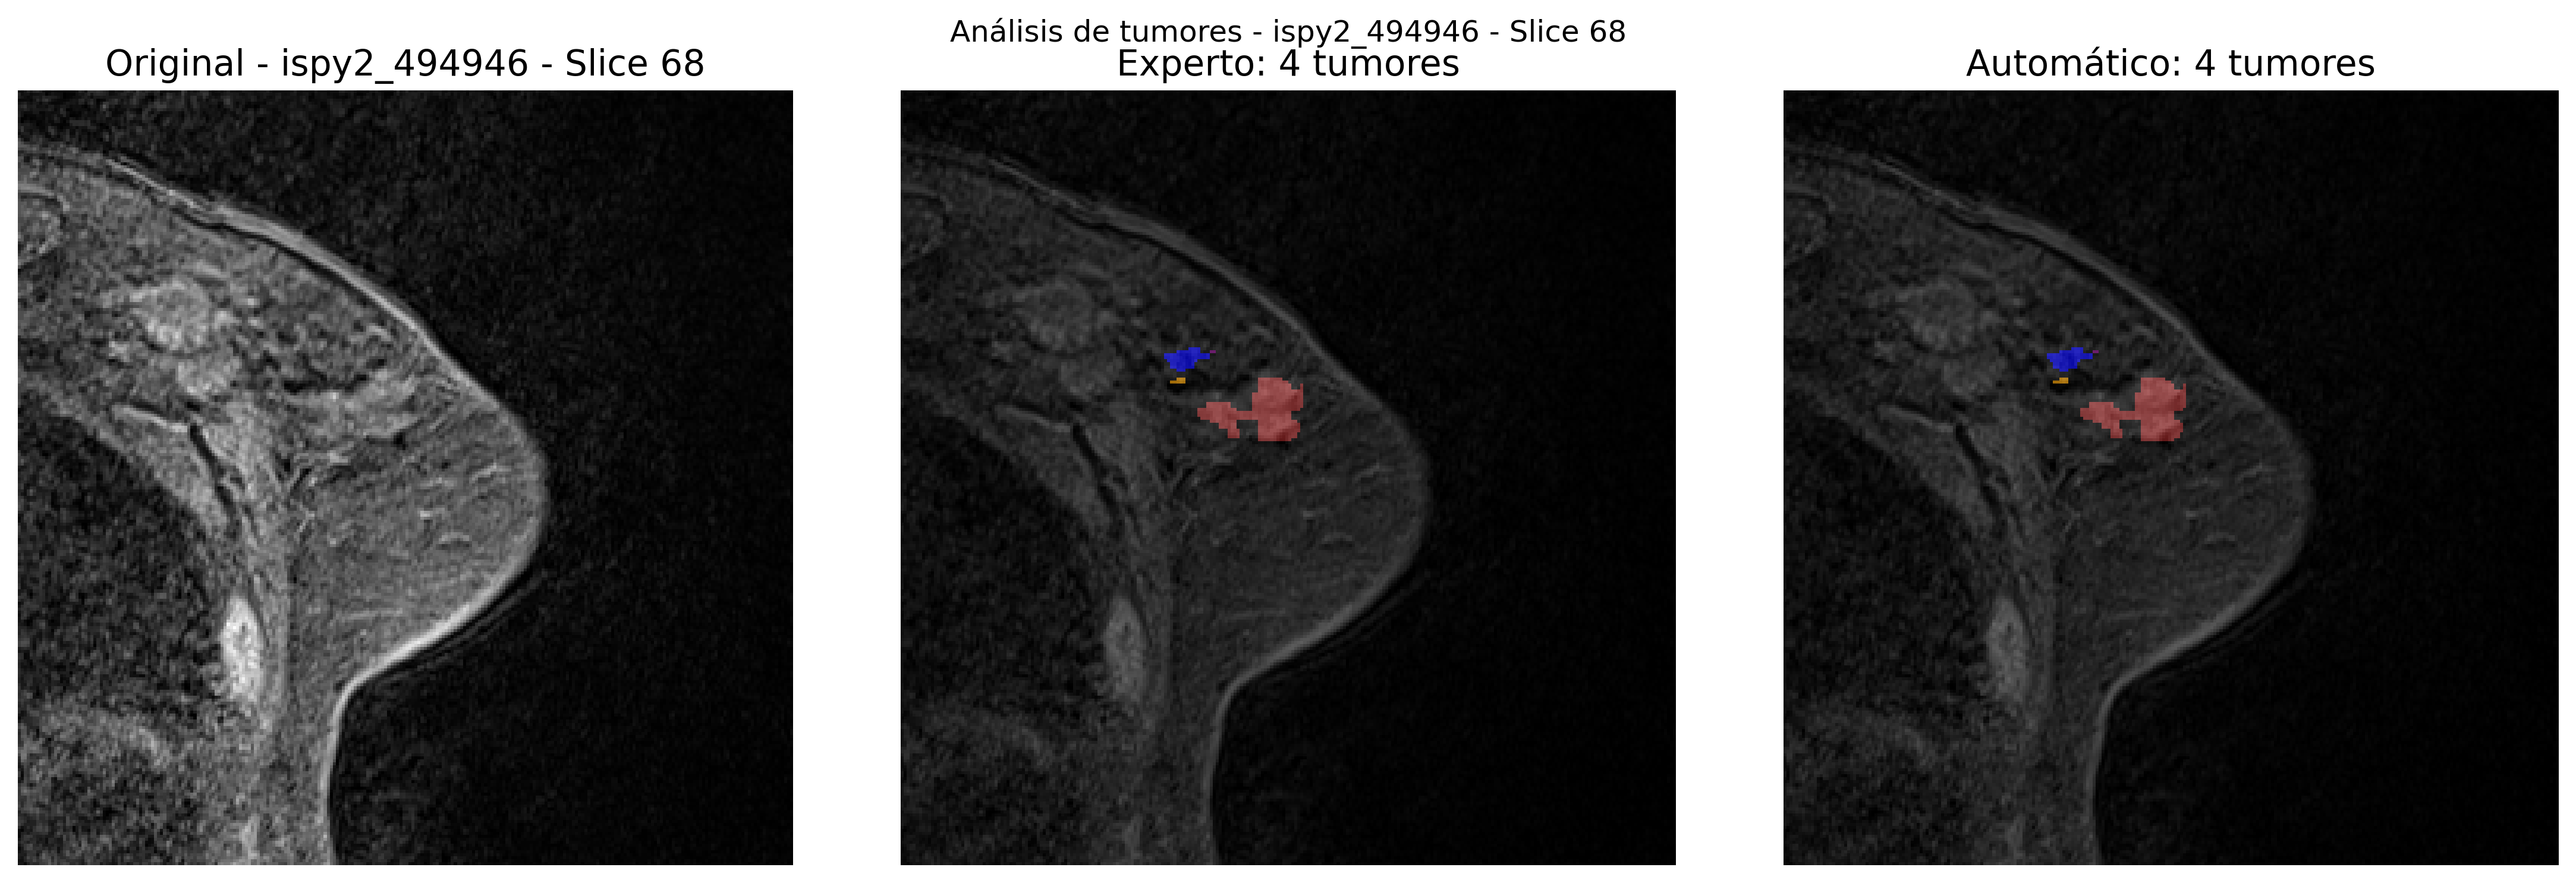 Análisis de tumores - ispy2_494946 - Slice 68
Original - ispy2_494946 - Slice 68
Experto: 4 tumores
Automático: 4 tumores